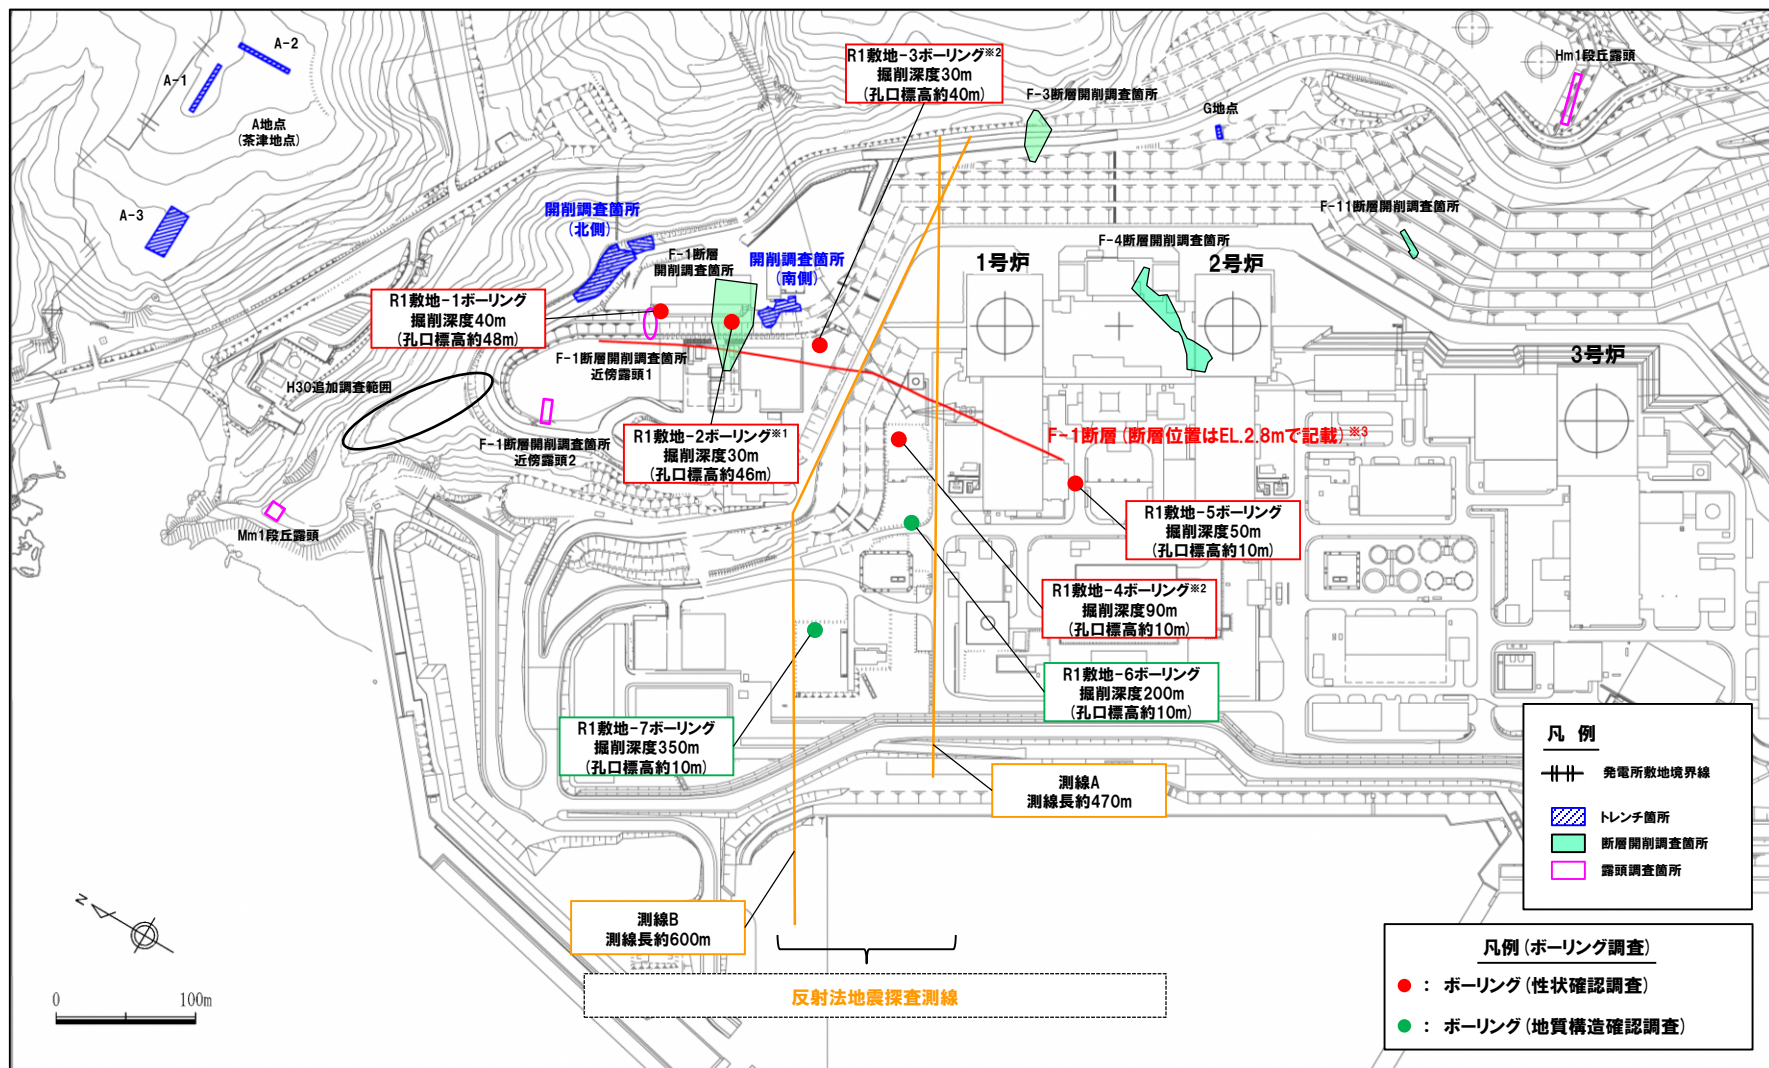 A-2
A-1
A地点
(茶津地点)
A-3
R1敷地-3ボーリング※2
掘削深度30m
(孔口標高約40m)
F-3断層開削調査箇所
G地点
Hm1段丘露頭
開削調査箇所
(北側)
F-1断層
開削調査箇所
開削調査箇所
(南側)
F-11断層開削調査箇所
F-4断層開削調査箇所
1号炉
2号炉
3号炉
R1敷地-1ボーリング
掘削深度40m
(孔口標高約48m)
F-1断層開削調査箇所
近傍露頭1
H30追加調査範囲
F-1断層開削調査箇所
近傍露頭2
R1敷地-2ボーリング※1
掘削深度30m
(孔口標高約46m)
F-1断層(断層位置はEL.2.8mで記載)※3
Mm1段丘露頭
R1敷地-5ボーリング
掘削深度50m
(孔口標高約10m)
R1敷地-4ボーリング※2
掘削深度90m
(孔口標高約10m)
R1敷地-6ボーリング
掘削深度200m
(孔口標高約10m)
R1敷地-7ボーリング
掘削深度350m
(孔口標高約10m)
測線A
測線長約470m
測線B
測線長約600m
反射法地震探査測線
N
0 100m
凡 例
発電所敷地境界線
トレンチ箇所
断層開削調査箇所
露頭調査箇所
凡例(ボーリング調査)
: ボーリング(性状確認調査)
: ボーリング(地質構造確認調査)